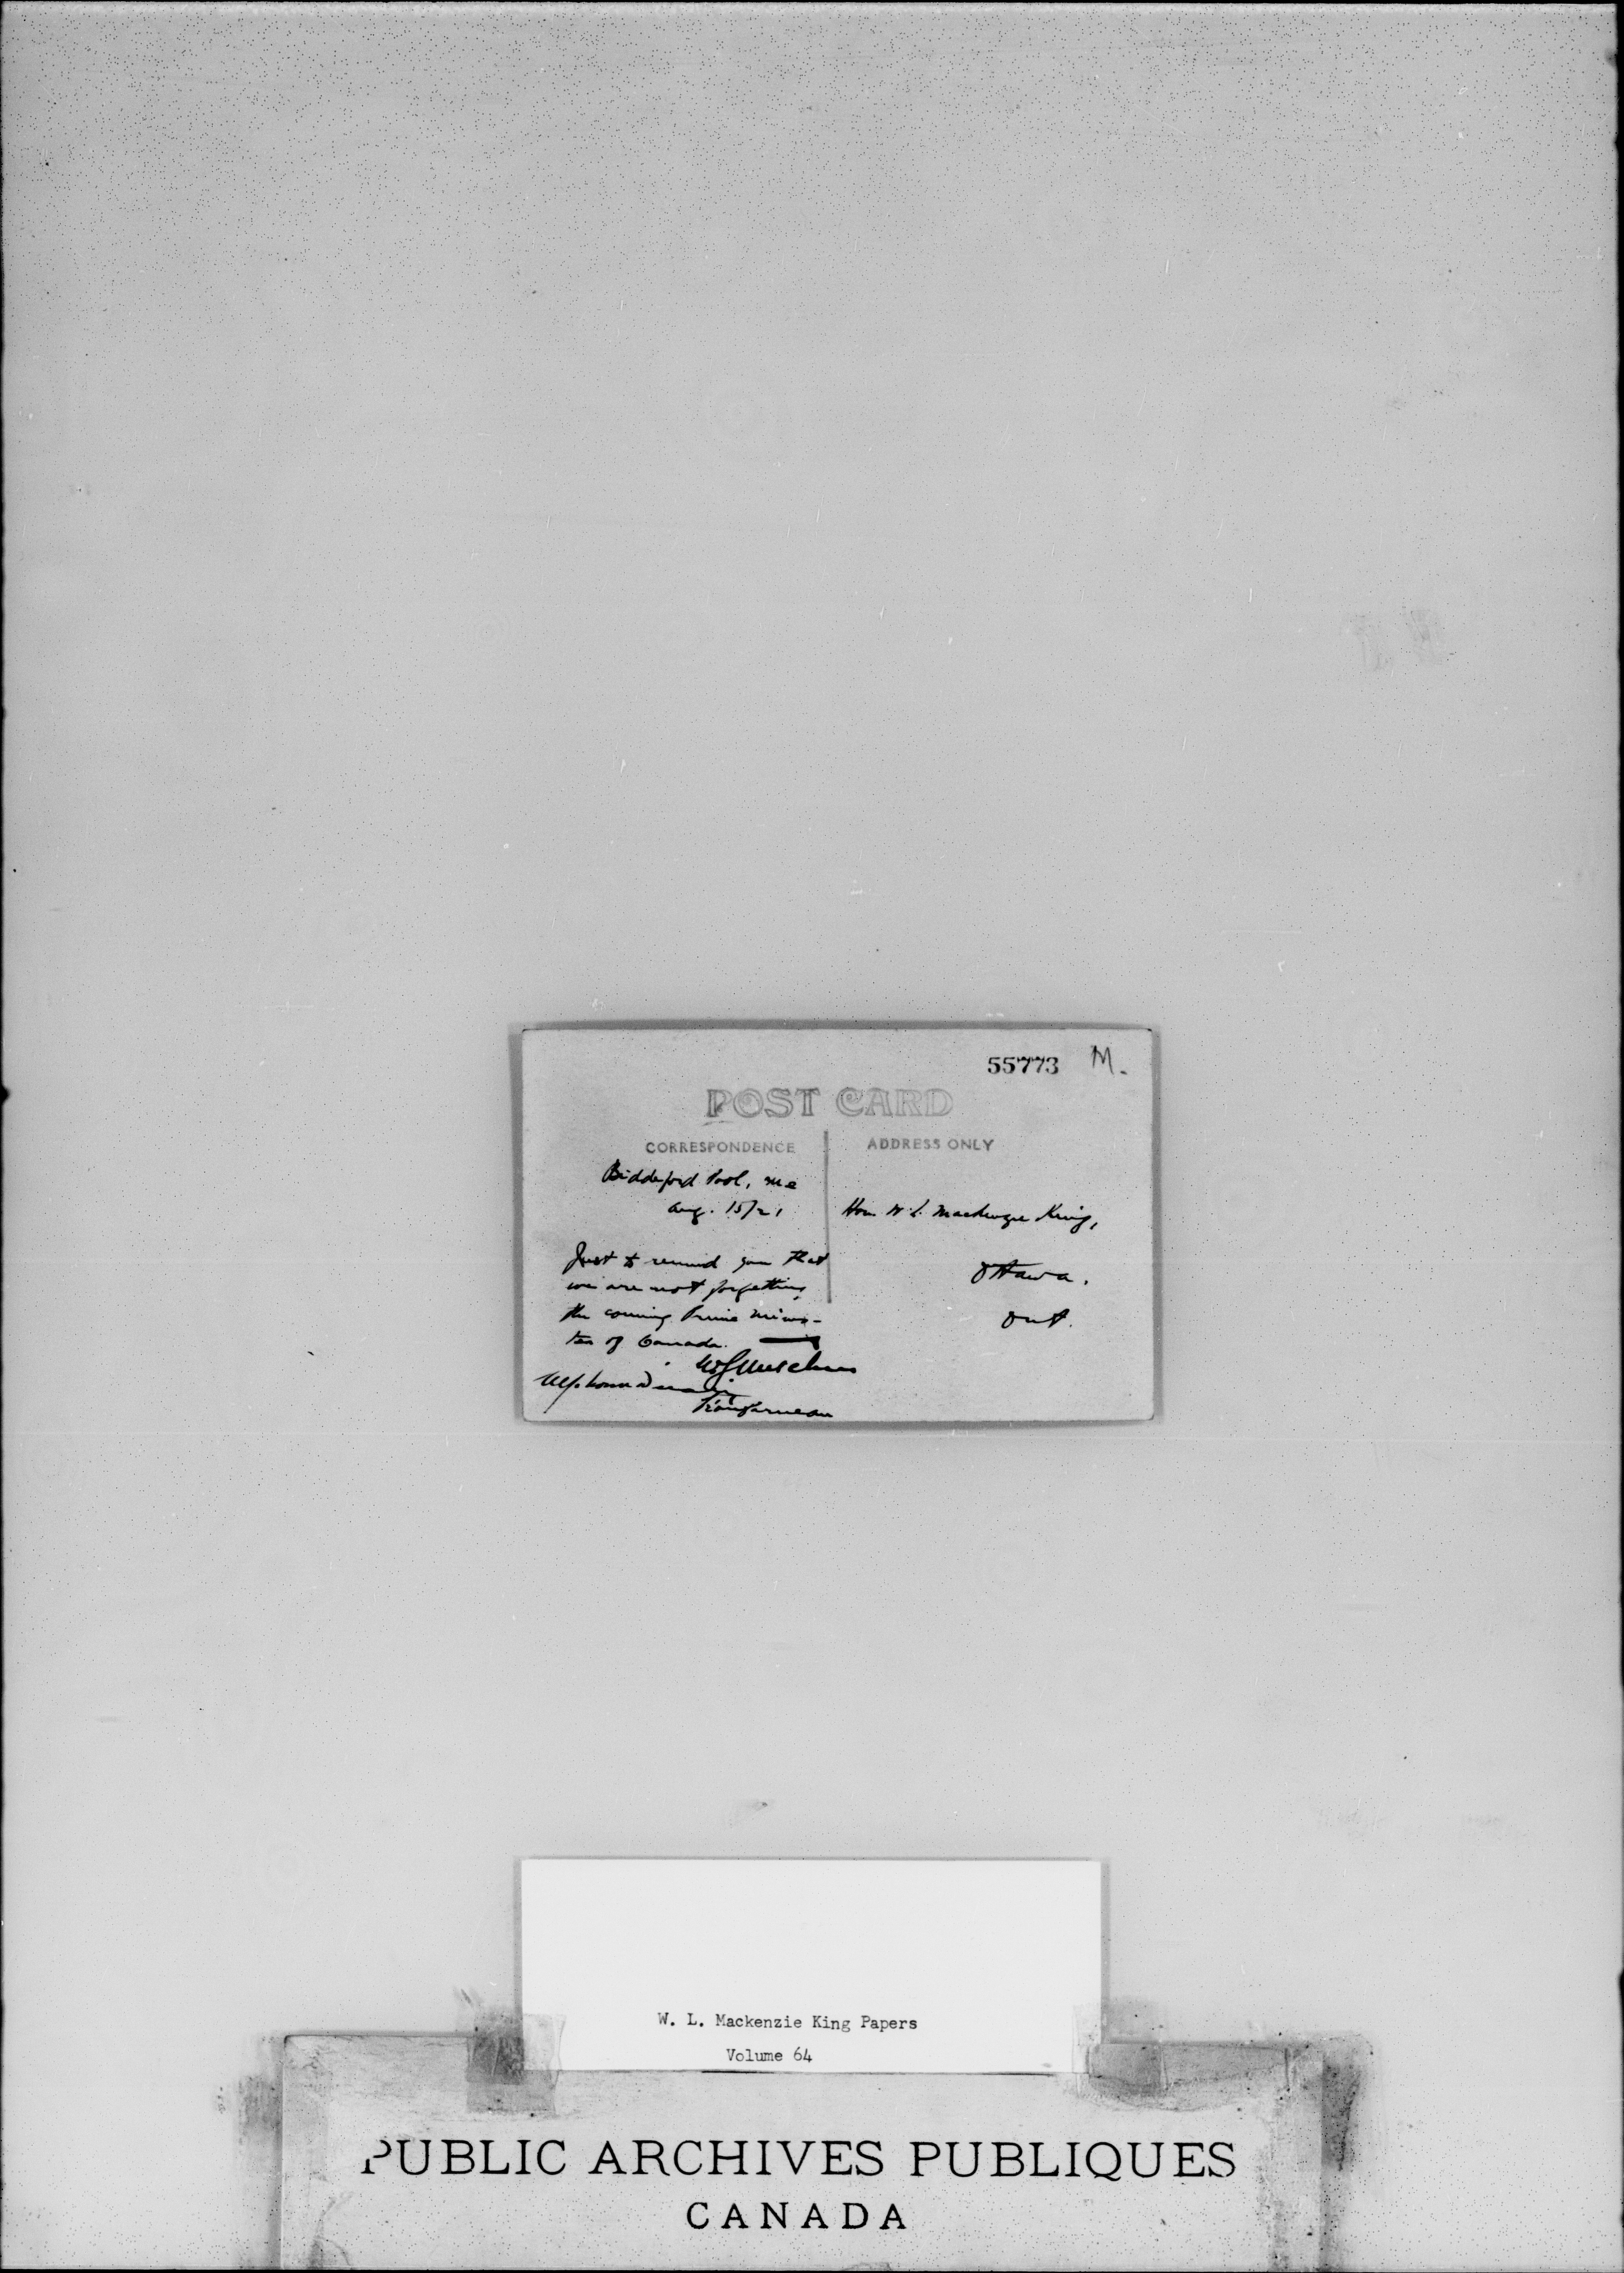 55773 M.
POST CARD
CORRESPONDENCE
ADDRESS ONLY
Biddeford Pool, Me
Aug. 15/21
Just to remind you that
we are not forgetting
the coming Prime Minis-
ter of Canada.
Hon. W. L. Mackenzie King,
Ottawa.
Ont.
W. L. Mackenzie King Papers
Volume 64
PUBLIC ARCHIVES PUBLIQUES
CANADA